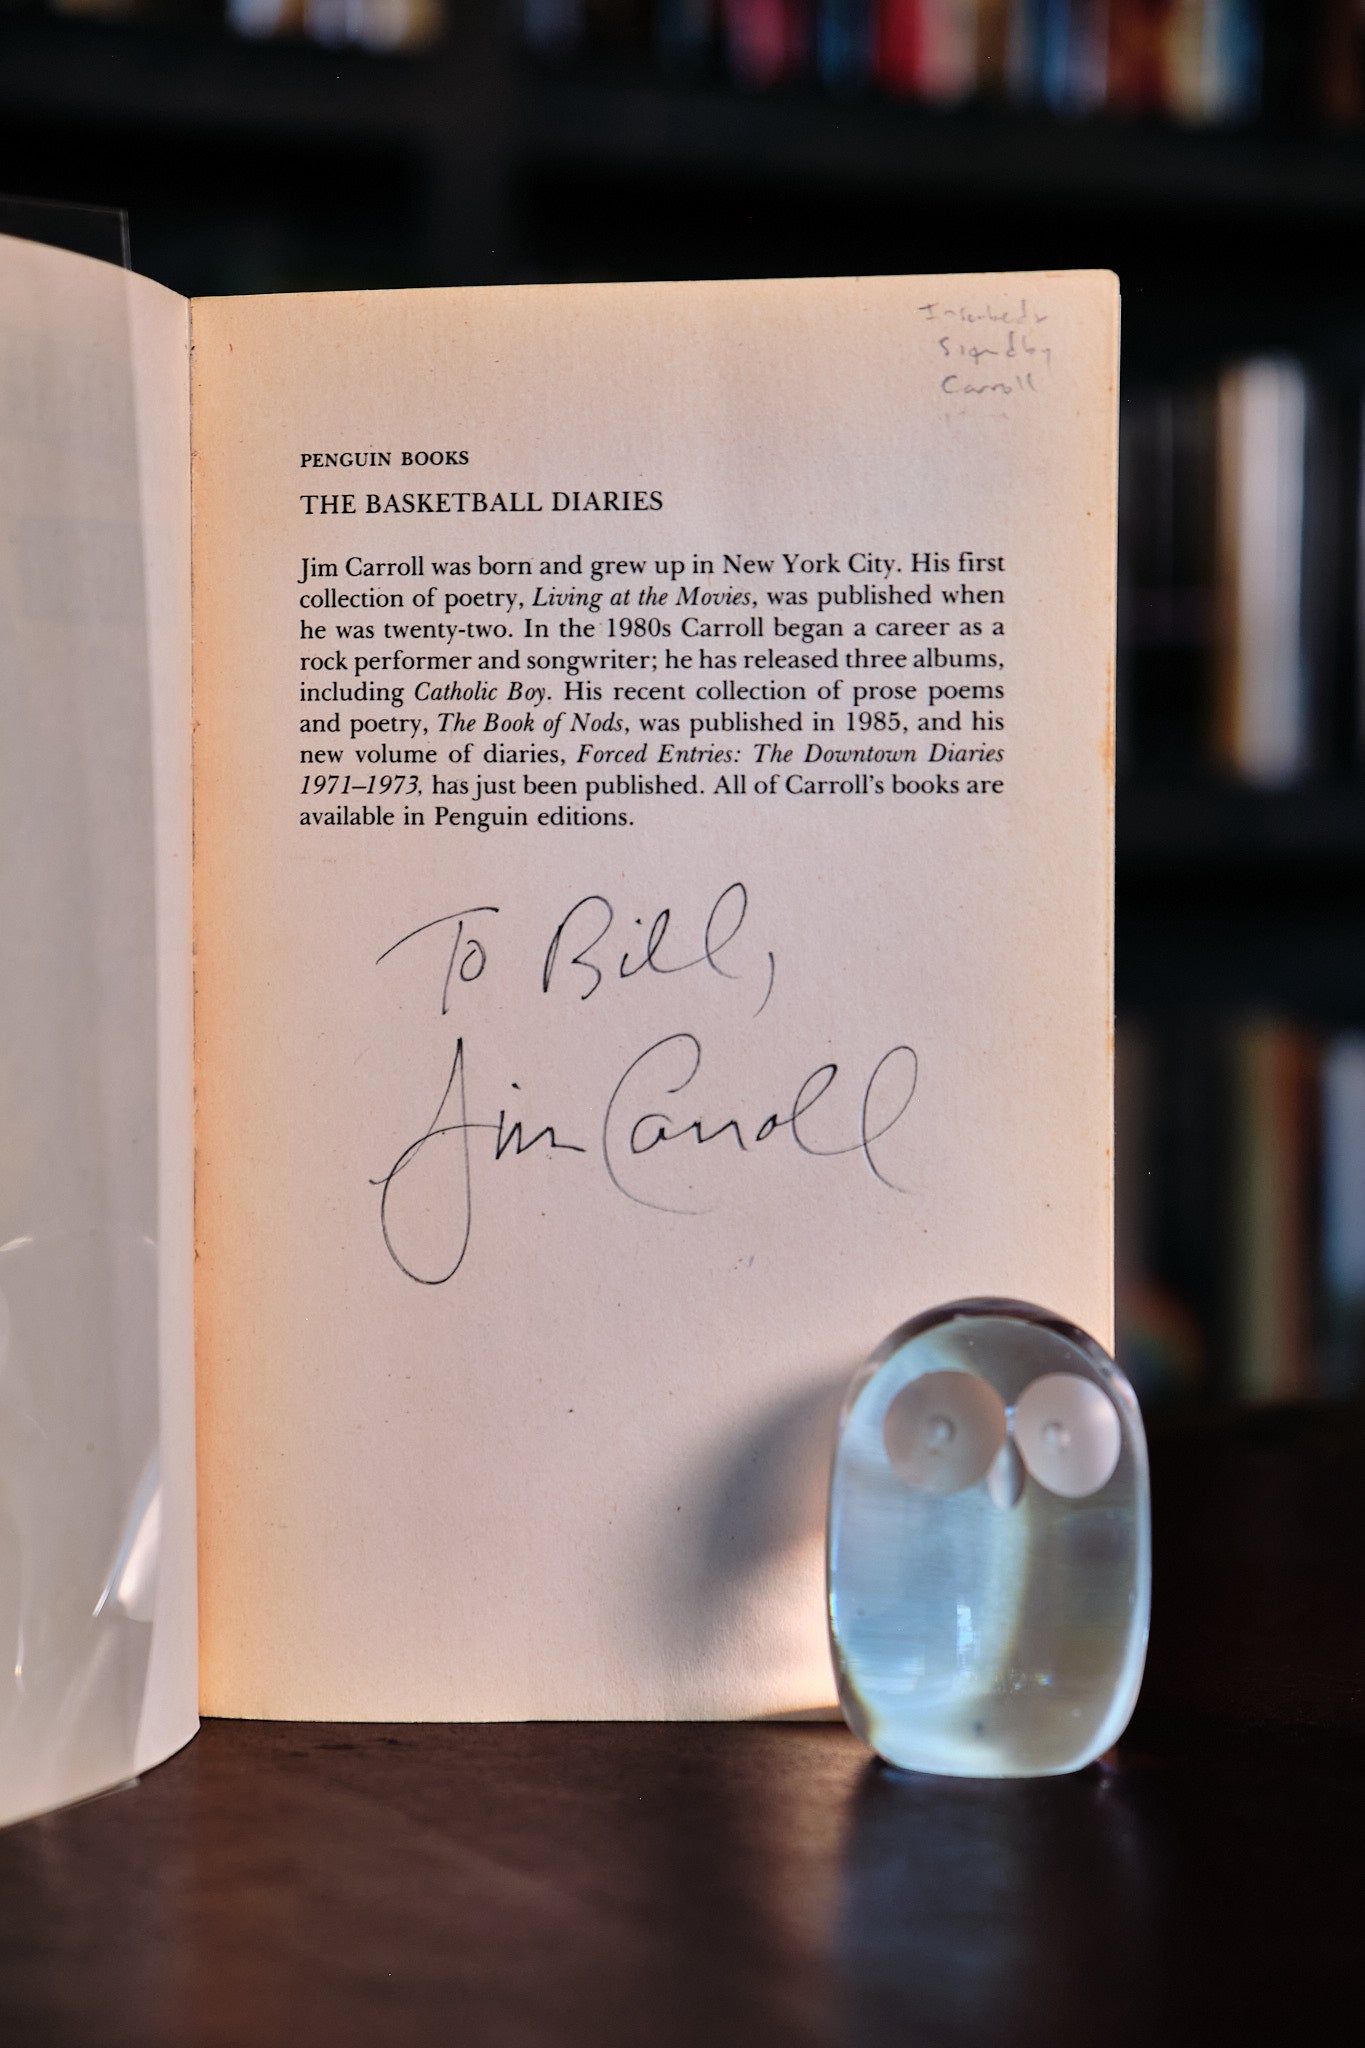 Inscribed &
Signed by
Carroll
PENGUIN BOOKS
THE BASKETBALL DIARIES
Jim Carroll was born and grew up in New York City. His first
collection of poetry, Living at the Movies, was published when
he was twenty-two. In the 1980s Carroll began a career as a
rock performer and songwriter; he has released three albums,
including Catholic Boy. His recent collection of prose poems
and poetry, The Book of Nods, was published in 1985, and his
new volume of diaries, Forced Entries: The Downtown Diaries
1971–1973, has just been published. All of Carroll's books are
available in Penguin editions.
To Bill,
Jim Carroll